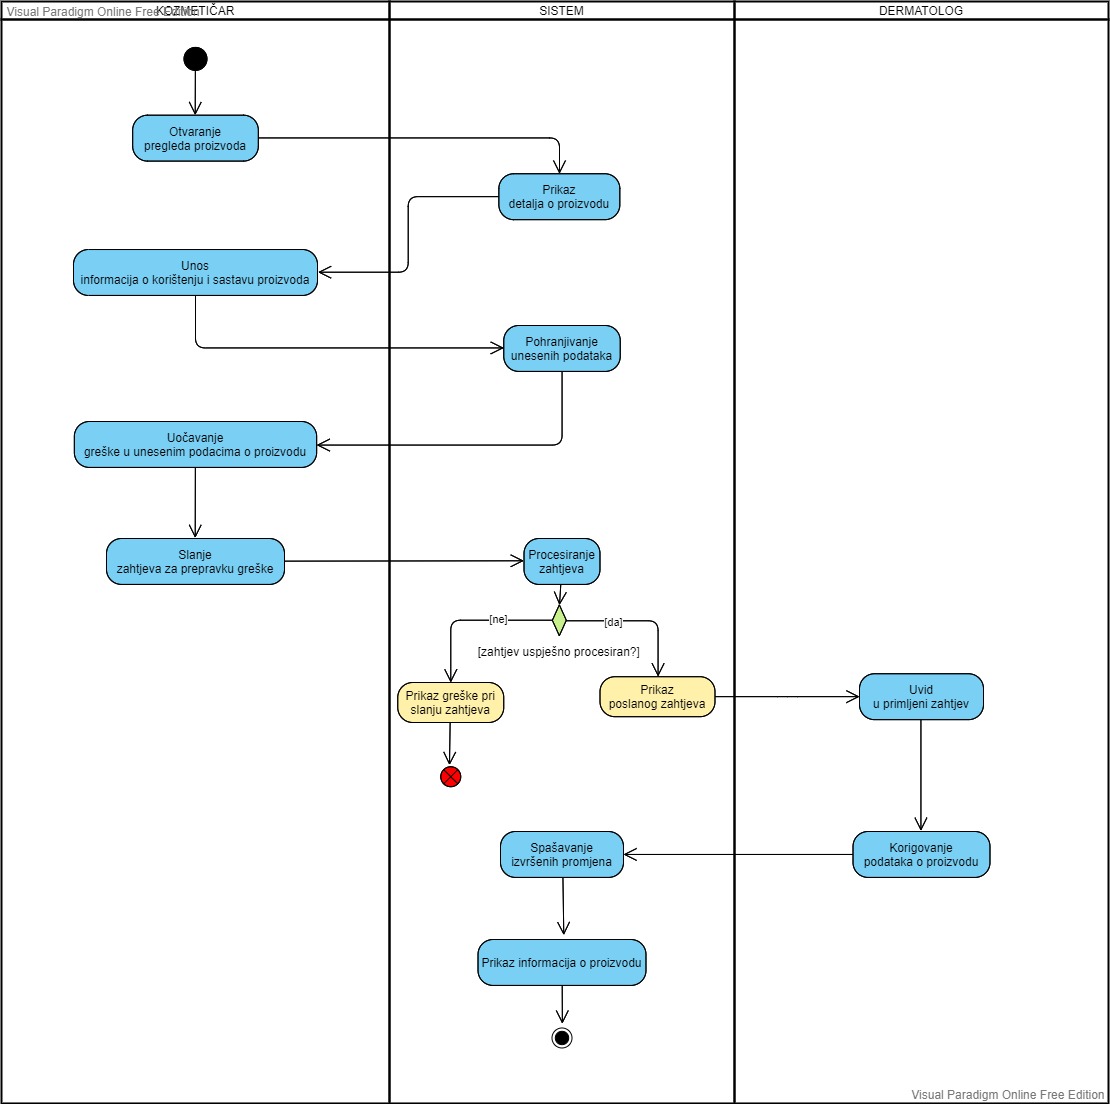 Visual Paradigm Online Free Edition
KOZMETIČAR
SISTEM
DERMATOLOG
Otvaranje
pregleda proizvoda
Prikaz
detalja o proizvodu
Unos
informacija o korištenju i sastavu proizvoda
Pohranjivanje
unesenih podataka
Uočavanje
greške u unesenim podacima o proizvodu
Slanje
zahtjeva za prepravku greške
Procesiranje
zahtjeva
[ne]
[da]
[zahtjev uspješno procesiran?]
Prikaz greške pri
slanju zahtjeva
Prikaz
poslanog zahtjeva
Uvid
u primljeni zahtjev
Korigovanje
podataka o proizvodu
Spašavanje
izvršenih promjena
Prikaz informacija o proizvodu
Visual Paradigm Online Free Edition